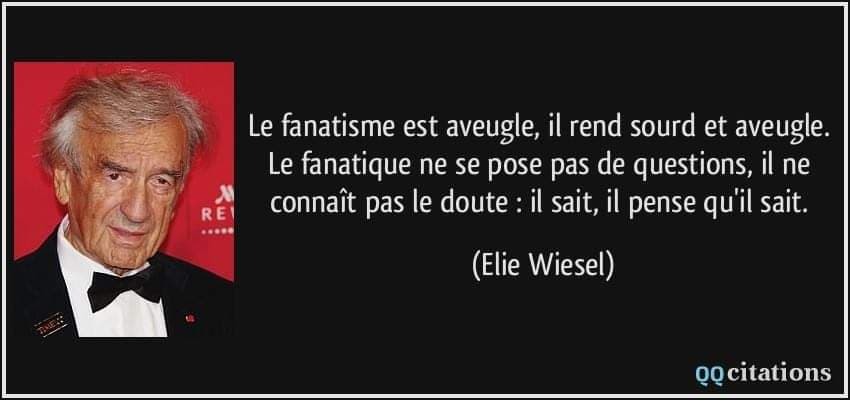 Le fanatisme est aveugle, il rend sourd et aveugle.
Le fanatique ne se pose pas de questions, il ne
connaît pas le doute : il sait, il pense qu'il sait.
(Elie Wiesel)
QQcitations